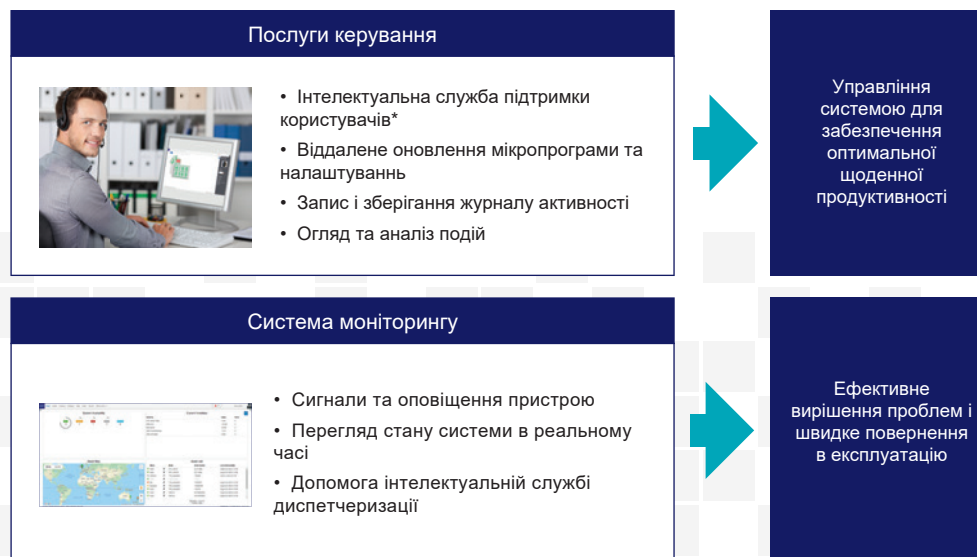 Послуги керування
• Інтелектуальна служба підтримки
користувачів*
• Віддалене оновлення мікропрограми та
налаштуваннь
• Запис і зберігання журналу активності
• Огляд та аналіз подій
Управління
системою для
забезпечення
оптимальної
щоденної
продуктивності
Система моніторингу
• Сигнали та оповіщення пристрою
• Перегляд стану системи в реальному
часі
• Допомога інтелектуальній службі
диспетчеризації
Ефективне
вирішення проблем і
швидке повернення
в експлуатацію